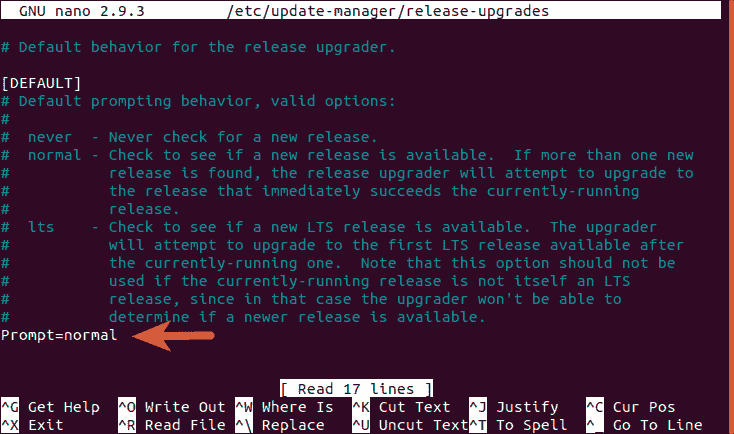 GNU nano 2.9.3 /etc/update-manager/release-upgrades
# Default behavior for the release upgrader.
[DEFAULT]
# Default prompting behavior, valid options:
#
# never - Never check for a new release.
# normal - Check to see if a new release is available. If more than one new
# release is found, the release upgrader will attempt to upgrade to
# the release that immediately succeeds the currently-running
# release.
# lts - Check to see if a new LTS release is available. The upgrader
# will attempt to upgrade to the first LTS release available after
# the currently-running one. Note that this option should not be
# used if the currently-running release is not itself an LTS
# release, since in that case the upgrader won't be able to
# determine if a newer release is available.
Prompt=normal
[ Read 17 lines ]
^G Get Help ^O Write Out ^W Where Is ^K Cut Text ^J Justify ^C Cur Pos
^X Exit ^R Read File ^\ Replace ^U Uncut Text ^T To Spell ^_ Go To Line